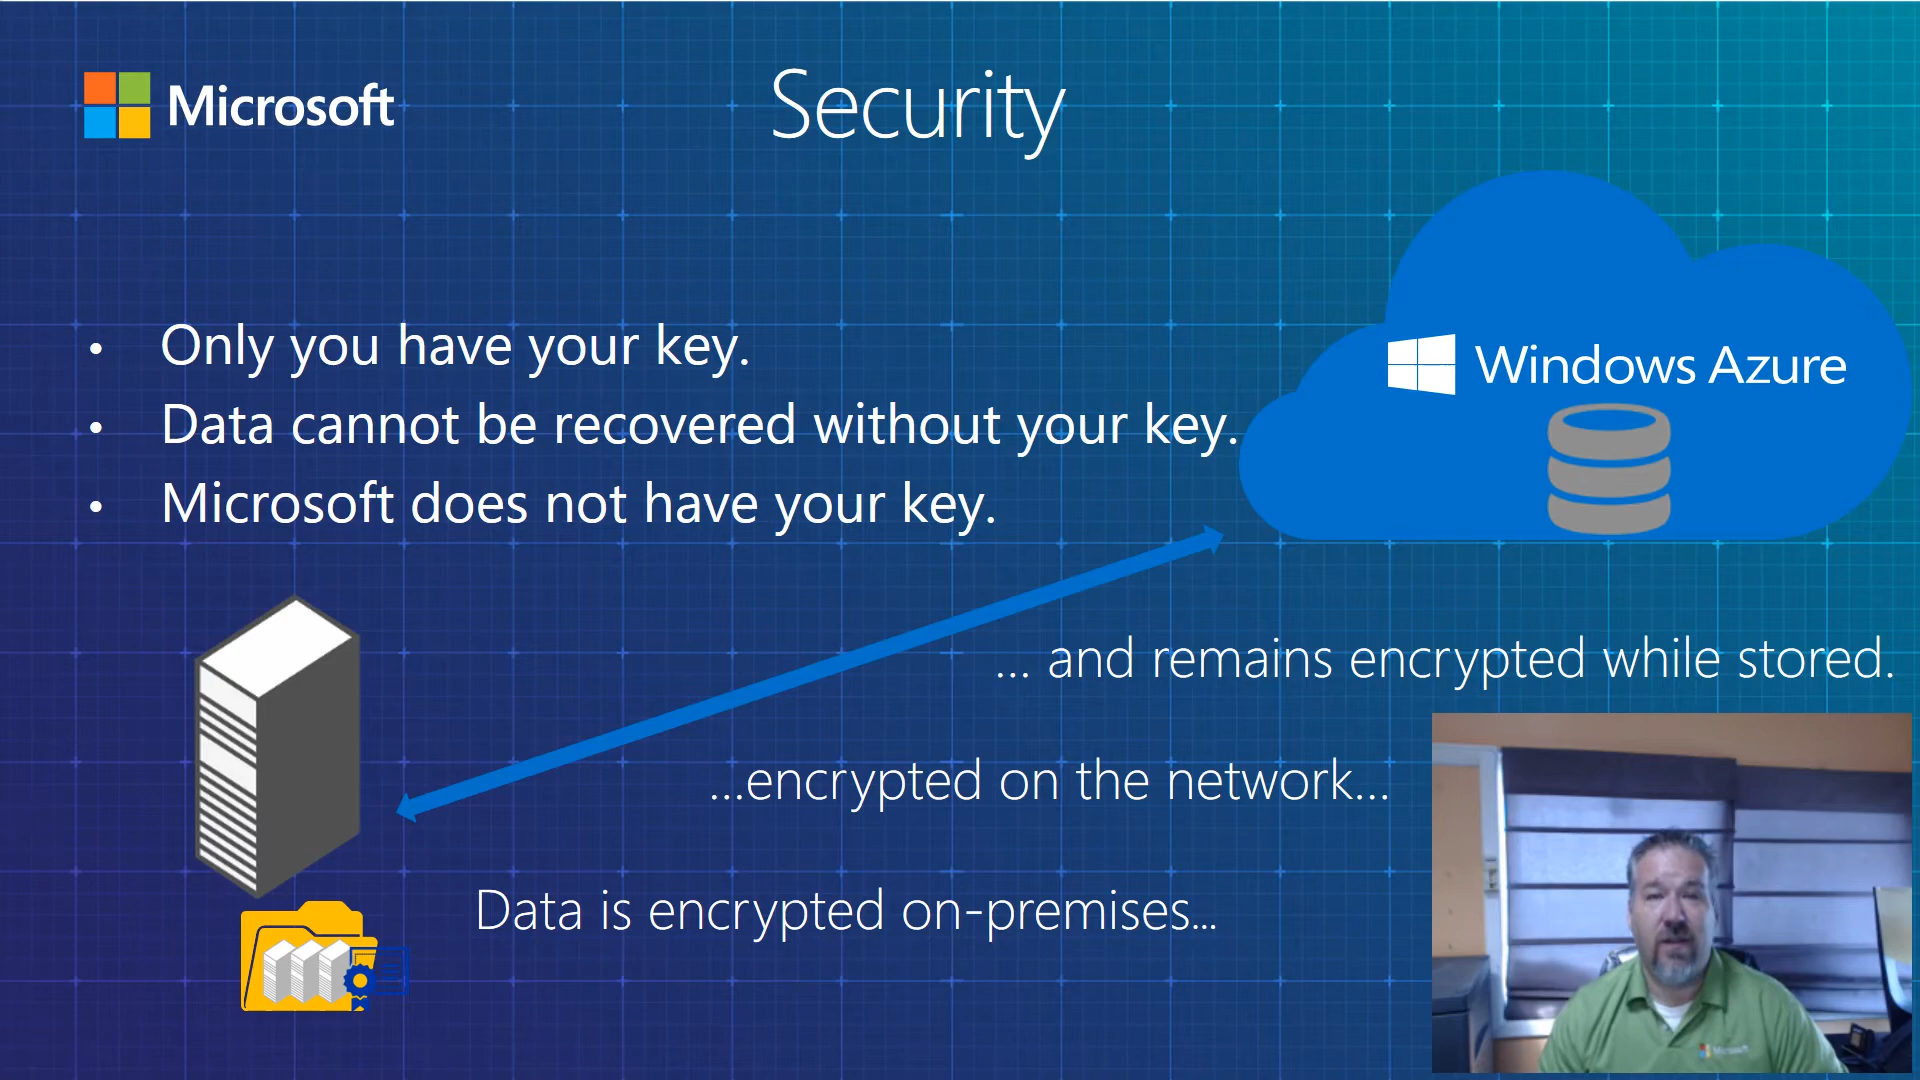 Microsoft
Security
• Only you have your key.
• Data cannot be recovered without your key.
• Microsoft does not have your key.
Windows Azure
... and remains encrypted while stored.
...encrypted on the network...
Data is encrypted on-premises...
Microsoft